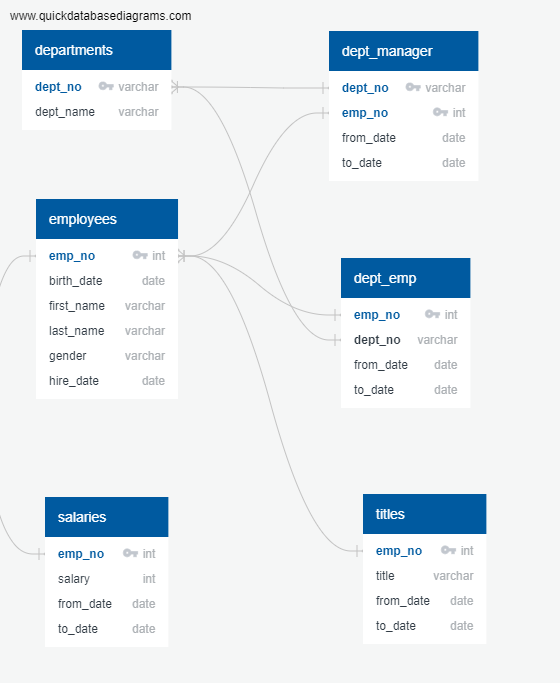 www.quickdatabasediagrams.com
departments
dept_no varchar
dept_name varchar
dept_manager
dept_no varchar
emp_no int
from_date date
to_date date
employees
emp_no int
birth_date date
first_name varchar
last_name varchar
gender varchar
hire_date date
dept_emp
emp_no int
dept_no varchar
from_date date
to_date date
salaries
emp_no int
salary int
from_date date
to_date date
titles
emp_no int
title varchar
from_date date
to_date date